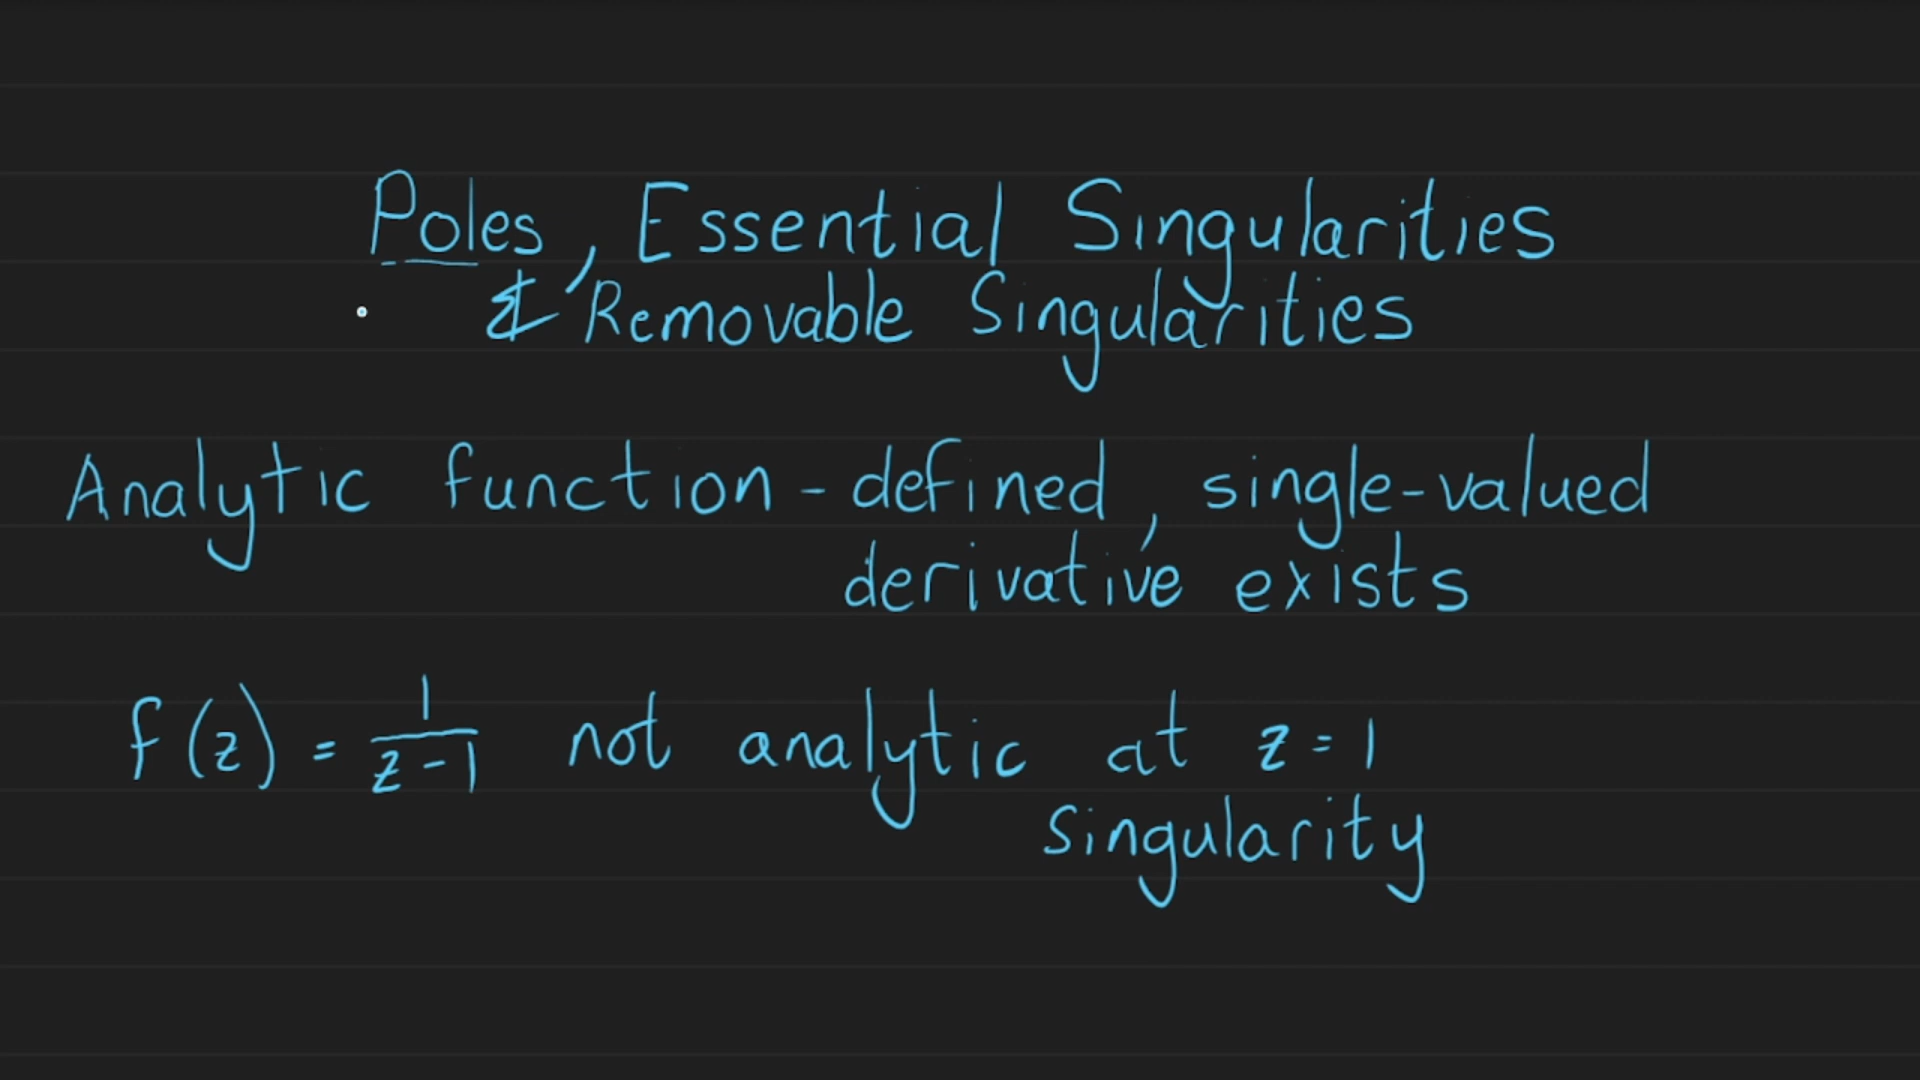 Poles, Essential Singularities
& Removable Singularities
Analytic function - defined, single-valued
derivative exists
f(z) = 1/(z-1) not analytic at z=1
singularity